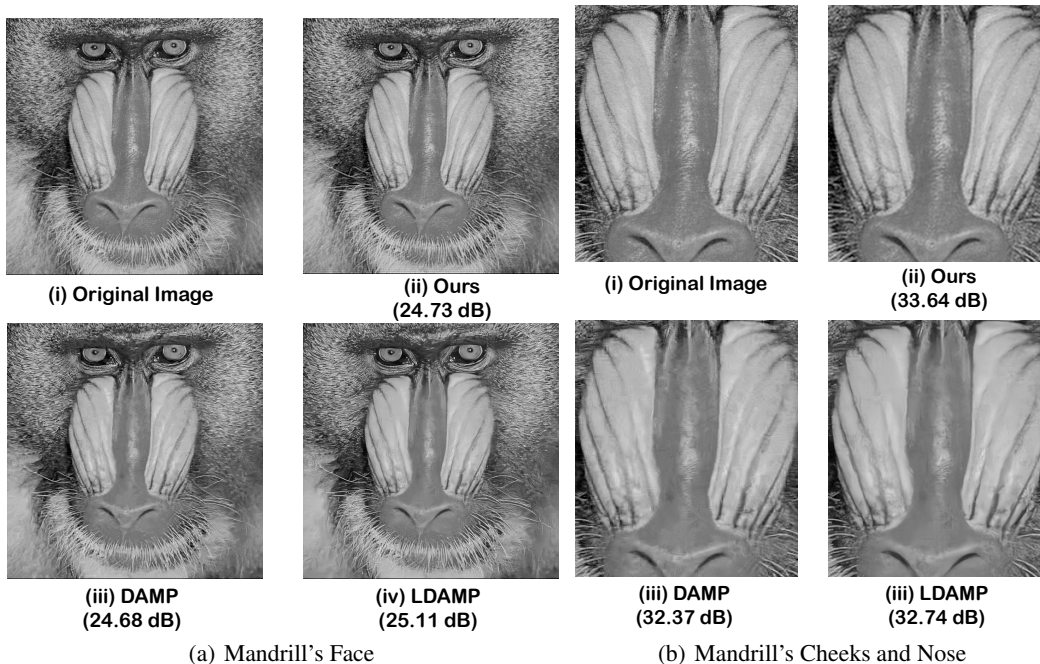 (i) Original Image
(ii) Ours
(24.73 dB)
(iii) DAMP
(24.68 dB)
(iv) LDAMP
(25.11 dB)
(a) Mandrill's Face
(i) Original Image
(ii) Ours
(33.64 dB)
(iii) DAMP
(32.37 dB)
(iii) LDAMP
(32.74 dB)
(b) Mandrill's Cheeks and Nose